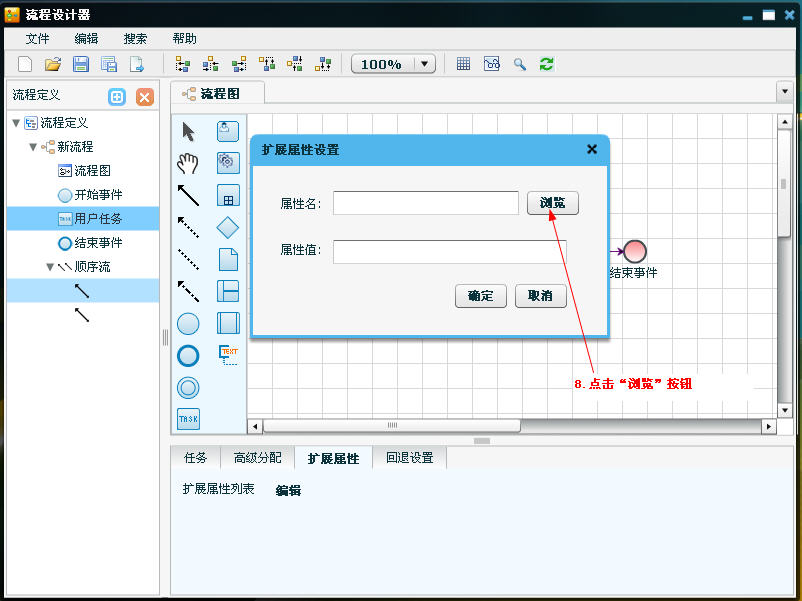 流程设计器
文件 编辑 搜索 帮助
100%
流程定义
流程图
流程定义
新流程
流程图
开始事件
TASK 用户任务
结束事件
顺序流
TEXT
TASK
扩展属性设置
属性名:
浏览
属性值:
确定 取消
结束事件
8.点击“浏览”按钮
任务 高级分配 扩展属性 回退设置
扩展属性列表 编辑